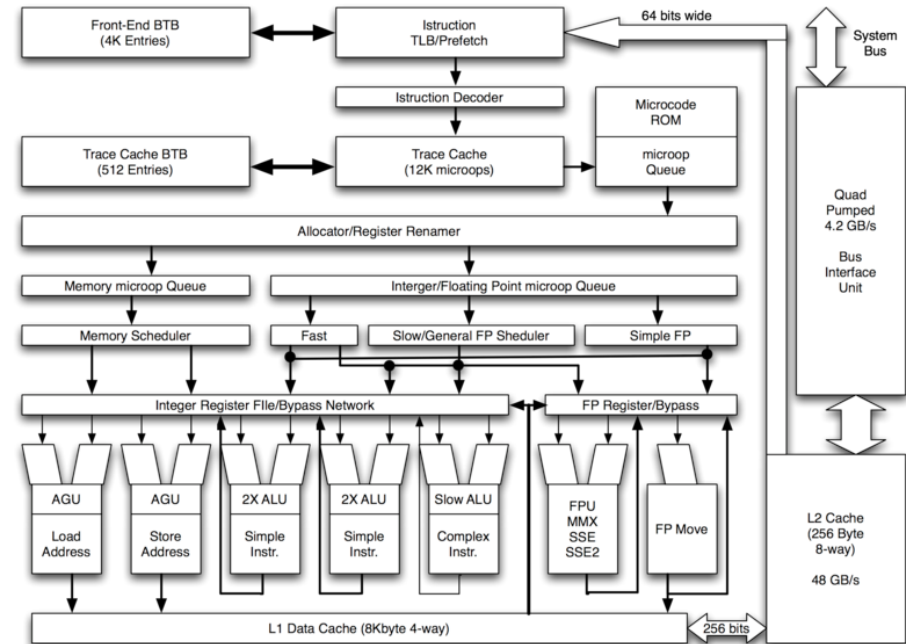 Front-End BTB
(4K Entries)
Istruction
TLB/Prefetch
64 bits wide
System
Bus
Istruction Decoder
Microcode
ROM
microop
Queue
Trace Cache BTB
(512 Entries)
Trace Cache
(12K microops)
Quad
Pumped
4.2 GB/s
Bus
Interface
Unit
Allocator/Register Renamer
Memory microop Queue
Interger/Floating Point microop Queue
Memory Scheduler
Fast
Slow/General FP Sheduler
Simple FP
Integer Register FIle/Bypass Network
FP Register/Bypass
AGU
Load
Address
AGU
Store
Address
2X ALU
Simple
Instr.
2X ALU
Simple
Instr.
Slow ALU
Complex
Instr.
FPU
MMX
SSE
SSE2
FP Move
L2 Cache
(256 Byte
8-way)
48 GB/s
L1 Data Cache (8Kbyte 4-way)
256 bits